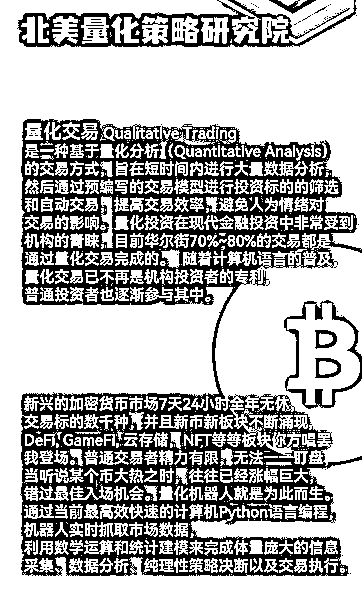 北美量化策略研究院
量化交易 Qualitative Trading
是一种基于量化分析 (Quantitative Analysis)
的交易方式，旨在短时间内进行大量数据分析，
然后通过预编写的交易模型进行投资标的的筛选
和自动交易，提高交易效率，避免人为情绪对
交易的影响。量化投资在现代金融投资中非常受到
机构的青睐，目前华尔街70%~80%的交易都是
通过量化交易完成的。随着计算机语言的普及，
量化交易已不再是机构投资者的专利，
普通投资者也逐渐参与其中。
新兴的加密货币市场7天24小时全年无休，
交易标的数千种，并且新币新板块不断涌现，
DeFi,GameFi,云存储，NFT等等板块你方唱罢
我登场。普通交易者精力有限，无法一一盯盘，
当听说某个币大热之时，往往已经涨幅巨大，
错过最佳入场机会。量化机器人就是为此而生。
通过当前最高效快速的计算机Python语言编程，
机器人实时抓取市场数据，
利用数学运算和统计建模来完成体量庞大的信息
采集、数据分析、纯理性策略决断以及交易执行。